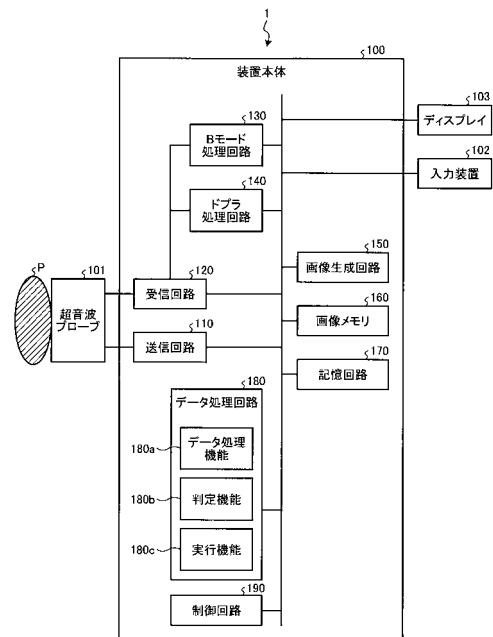 1
100
装置本体
103
ディスプレイ
102
入力装置
130
Bモード
処理回路
140
ドプラ
処理回路
150
画像生成回路
P
101
超音波
プローブ
120
受信回路
160
画像メモリ
110
送信回路
170
記憶回路
180
データ処理回路
180a
データ処理
機能
180b
判定機能
180c
実行機能
190
制御回路